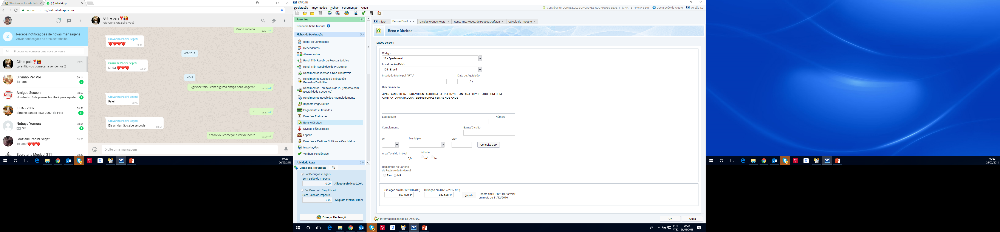 Windows — Receita Fed
(5) WhatsApp
Seguro
https://web.whatsapp.com
Giih e pais
Giovanna, Grazielle, Você
Receba notificações de novas mensagens
Ativar notificações na área de trabalho
Procurar ou começar uma nova conversa
Giih e pais
09:20
então vou começar a ver de nos 2
Silvinho Per Voi
09:14
Foto
2
Amigos Sescon
08:57
Humberto: Este poema bonito é para aquele...
1
IESA - 2007
08:56
Simone Santos IESA 2007: Foto
11
Nobuya Yomura
08:55
GIF
1
Grazielle Pacini Segeti
08:50
Te amo ❤❤❤
Secretaria Musical S11
08:32
Minha moleca
22:21
Giovanna Pacini Segeti
❤❤❤❤
22:21
6/2/2018
Grazielle Pacini Segeti
Linda ❤❤❤
07:43
HOJE
Gigi você falou com alguma amiga para viagem?
08:45
Giovanna Pacini Segeti
Falei
08:46
E?
08:53
Giovanna Pacini Segeti
Ela ainda não sabe se pode
08:56
então vou começar a ver de nos 2
09:20
Digite uma mensagem
09:29
26/02/2018
IRPF 2018
Declaração Importações Fichas Ferramentas Ajuda
Contribuinte: JORGE LUIZ GONCALVES RODRIGUES SEGETI - (CPF: 151.440.948-80)
Declaração de Ajuste
Versão 1.0
Favoritos
Nenhuma ficha favorita
Fichas da Declaração
Ident. do Contribuinte
Dependentes
Alimentandos
Rend. Trib. Receb. de Pessoa Jurídica
Rend. Trib. Recebidos de PF/Exterior
Rendimentos Isentos e Não Tributáveis
Rendimentos Sujeitos à Tributação
Exclusiva/Definitiva
Rendimentos Tributáveis de PJ (Imposto com
Exigibilidade Suspensa)
Rendimentos Recebidos Acumuladamente
Imposto Pago/Retido
Pagamentos Efetuados
Doações Efetuadas
Bens e Direitos
Dívidas e Ônus Reais
Espólio
Doações a Partidos Políticos e Candidatos
Importações
Verificar Pendências
Atividade Rural
Opção pela Tributação:
Por Deduções Legais
Sem Saldo de Imposto
0,00 Alíquota efetiva: 0,00%
Por Desconto Simplificado
Sem Saldo de Imposto
0,00 Alíquota efetiva: 0,00%
Entregar Declaração
Início
Bens e Direitos
Dívidas e Ônus Reais
Rend. Trib. Receb. de Pessoa Jurídica
Cálculo do Imposto
Bens e Direitos
Dados do Bem
Código
11 - Apartamento.
Localização (País)
105 - Brasil
Inscrição Municipal (IPTU)
Data de Aquisição
/ /
Discriminação
APARTAMENTO 153 - RUA VOLUNTARIOS DA PATRIA, 3728 - SANTANA - SP/SP - ADQ CONFORME
CONTRATO PARTICULAR - BENFEITORIAS FEITAS NOS ANOS
Logradouro
Número
Complemento
Bairro/Distrito
UF
Município
CEP
-
Consulta CEP
Área Total do Imóvel
0,0
Unidade
m²
ha
Registrado no Cartório
de Registro de Imóveis?
Sim
Não
Situação em 31/12/2016 (R$)
887.588,44
Situação em 31/12/2017 (R$)
887.588,44
Repetir
Repete em 31/12/2017 o valor
em reais de 31/12/2016
Informações salvas às 09:29:09.
OK
Ajuda
POR
PTB2
09:29
26/02/2018
09:29
26/02/2018